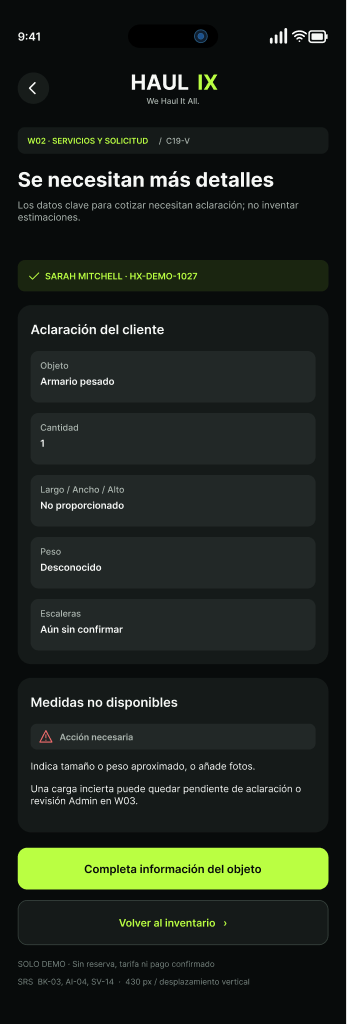 9:41
HAUL IX
We Haul It All.
W02 · SERVICIOS Y SOLICITUD / C19-V
Se necesitan más detalles
Los datos clave para cotizar necesitan aclaración; no inventar
estimaciones.
SARAH MITCHELL · HX-DEMO-1027
Aclaración del cliente
Objeto
Armario pesado
Cantidad
1
Largo / Ancho / Alto
No proporcionado
Peso
Desconocido
Escaleras
Aún sin confirmar
Medidas no disponibles
Acción necesaria
Indica tamaño o peso aproximado, o añade fotos.
Una carga incierta puede quedar pendiente de aclaración o
revisión Admin en W03.
Completa información del objeto
Volver al inventario ›
SOLO DEMO · Sin reserva, tarifa ni pago confirmado
SRS BK-03, AI-04, SV-14 · 430 px / desplazamiento vertical